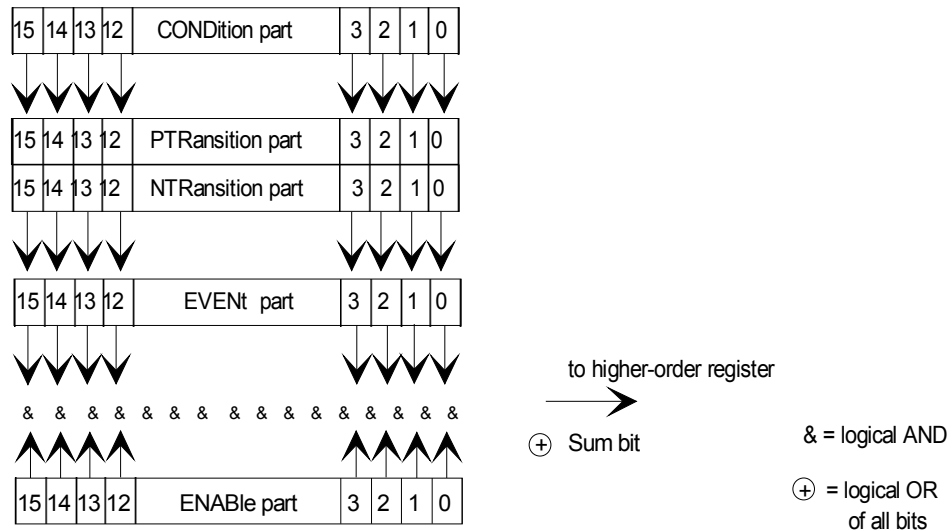 15 14 13 12 CONDition part 3 2 1 0
15 14 13 12 PTRansition part 3 2 1 0
15 14 13 12 NTRansition part 3 2 1 0
15 14 13 12 EVENt part 3 2 1 0
to higher-order register
& & & & & & & & & & & & & & & &
+ Sum bit
& = logical AND
15 14 13 12 ENABle part 3 2 1 0
+ = logical OR
of all bits